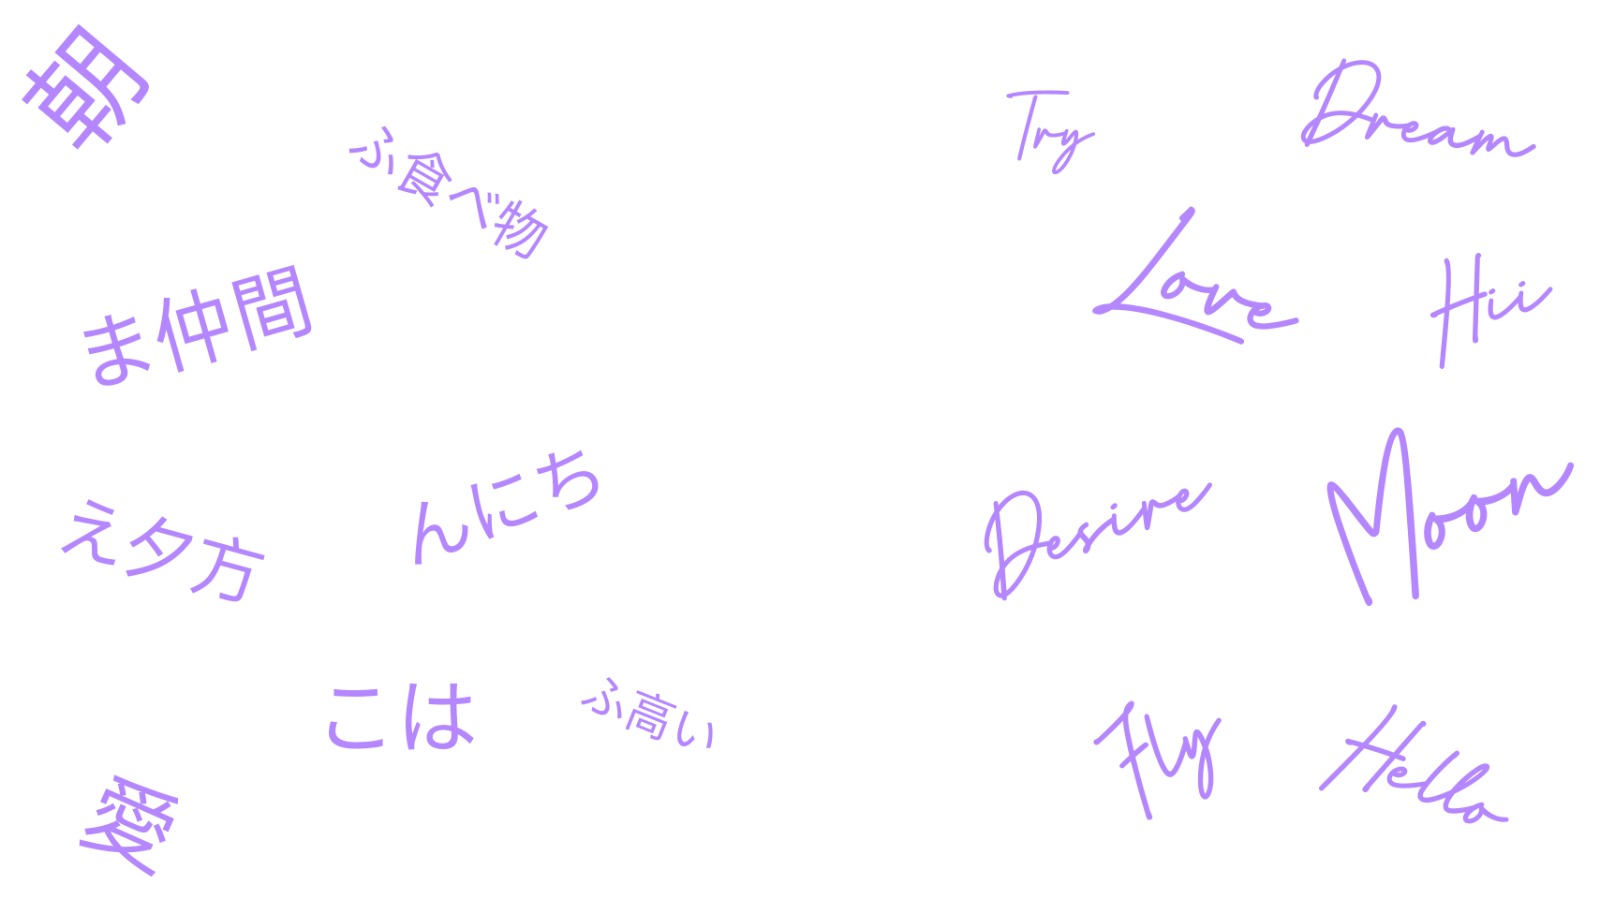 朝
ふ食べ物
ま仲間
え夕方
んにち
こは
ふ高い
愛
Try
Dream
Love
Hii
Desire
Moon
Fly
Hello